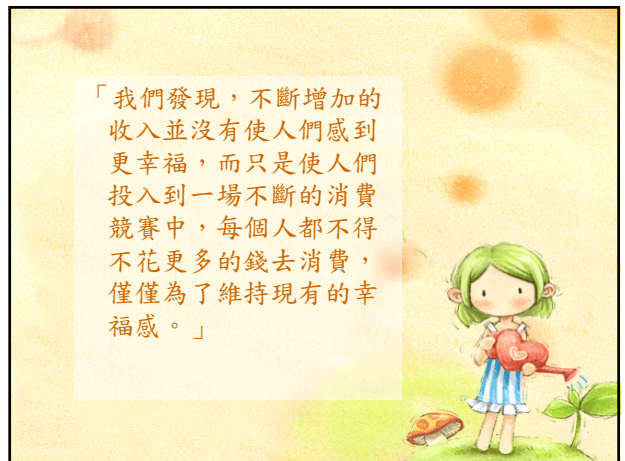 「我們發現，不斷增加的
收入並沒有使人們感到
更幸福，而只是使人們
投入到一場不斷的消費
競賽中，每個人都不得
不花更多的錢去消費，
僅僅為了維持現有的幸
福感。」